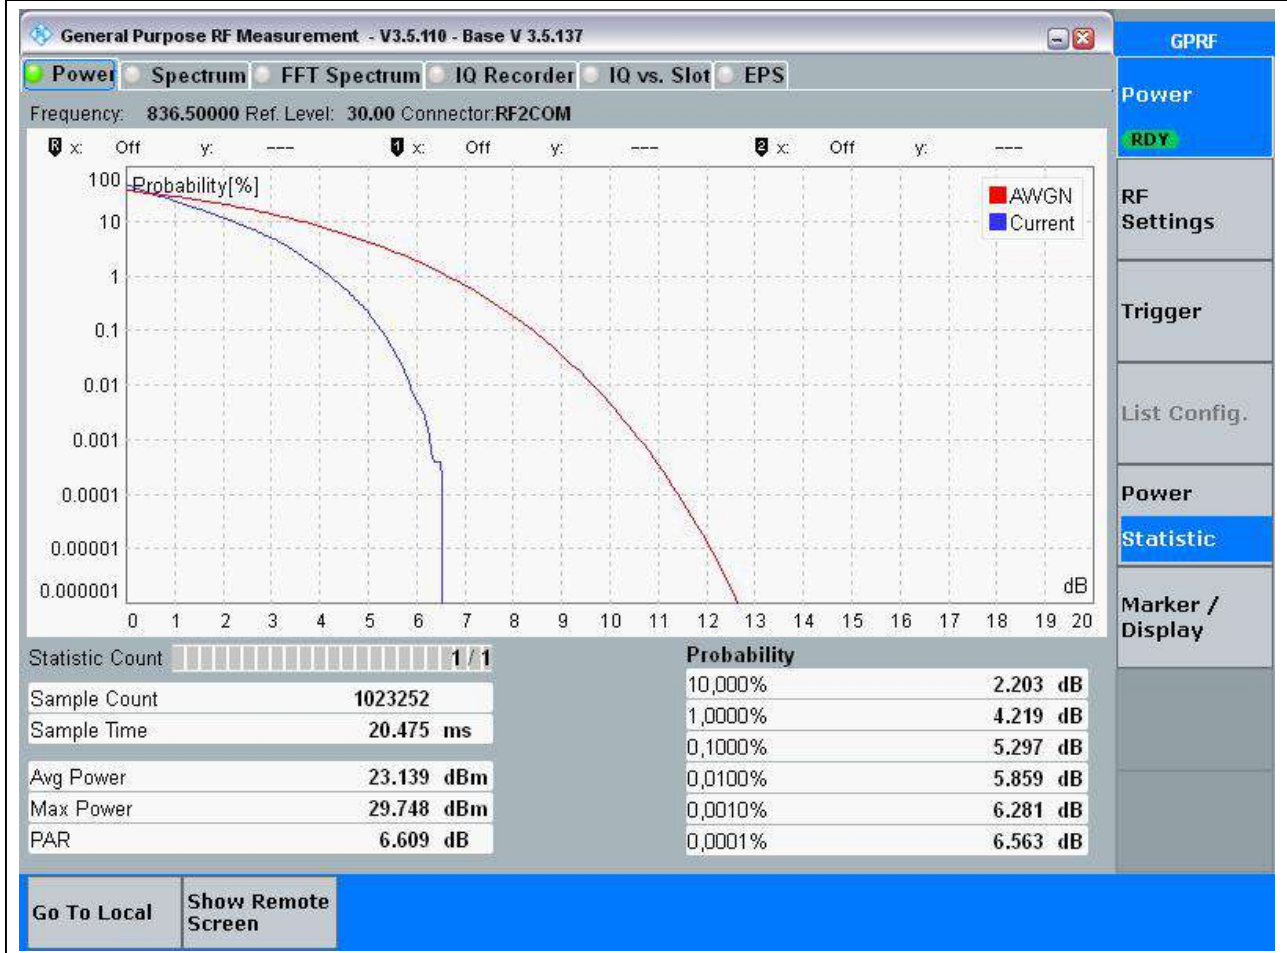 General Purpose RF Measurement - V3.5.110 - Base V 3.5.137
GPRF
Power Spectrum FFT Spectrum IQ Recorder IQ vs. Slot EPS
Frequency: 836.50000 Ref. Level: 30.00 Connector:RF2COM
Power
RDY
R x: Off y: --- 1 x: Off y: --- 2 x: Off y: ---
Probability[%]
AWGN
Current
100
10
1
0.1
0.01
0.001
0.0001
0.00001
0.000001
dB
0 1 2 3 4 5 6 7 8 9 10 11 12 13 14 15 16 17 18 19 20
RF
Settings
Trigger
List Config.
Power
Statistic
Marker /
Display
Statistic Count 1 / 1
Sample Count 1023252
Sample Time 20.475 ms
Avg Power 23.139 dBm
Max Power 29.748 dBm
PAR 6.609 dB
Probability
10,000% 2.203 dB
1,0000% 4.219 dB
0,1000% 5.297 dB
0,0100% 5.859 dB
0,0010% 6.281 dB
0,0001% 6.563 dB
Go To Local
Show Remote
Screen